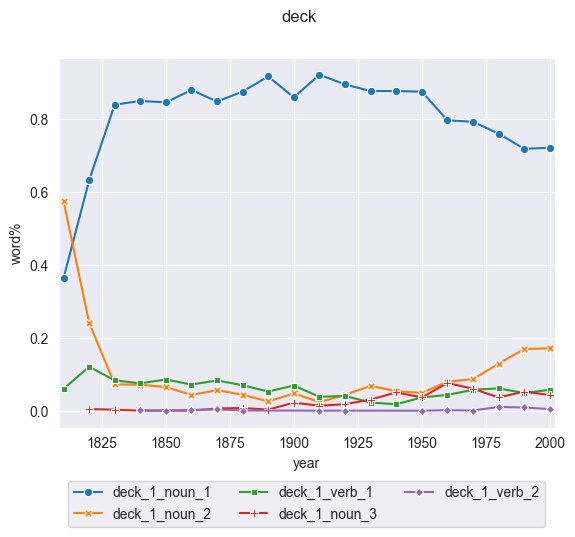 deck
word%
0.8
0.6
0.4
0.2
0.0
1825 1850 1875 1900 1925 1950 1975 2000
year
deck_1_noun_1 deck_1_verb_1 deck_1_verb_2
deck_1_noun_2 deck_1_noun_3